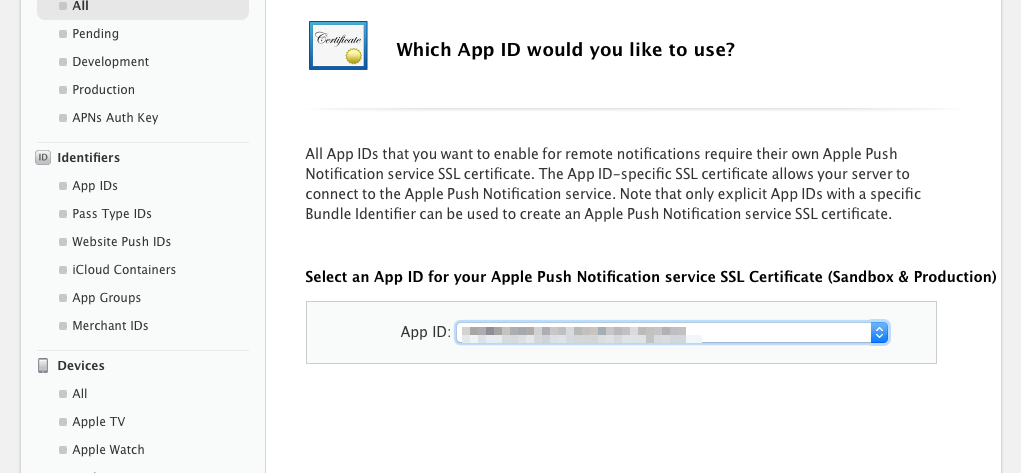 All
Pending
Development
Production
APNs Auth Key
ID Identifiers
App IDs
Pass Type IDs
Website Push IDs
iCloud Containers
App Groups
Merchant IDs
Devices
All
Apple TV
Apple Watch
Certificate
Which App ID would you like to use?
All App IDs that you want to enable for remote notifications require their own Apple Push
Notification service SSL certificate. The App ID-specific SSL certificate allows your server to
connect to the Apple Push Notification service. Note that only explicit App IDs with a specific
Bundle Identifier can be used to create an Apple Push Notification service SSL certificate.
Select an App ID for your Apple Push Notification service SSL Certificate (Sandbox & Production)
App ID: